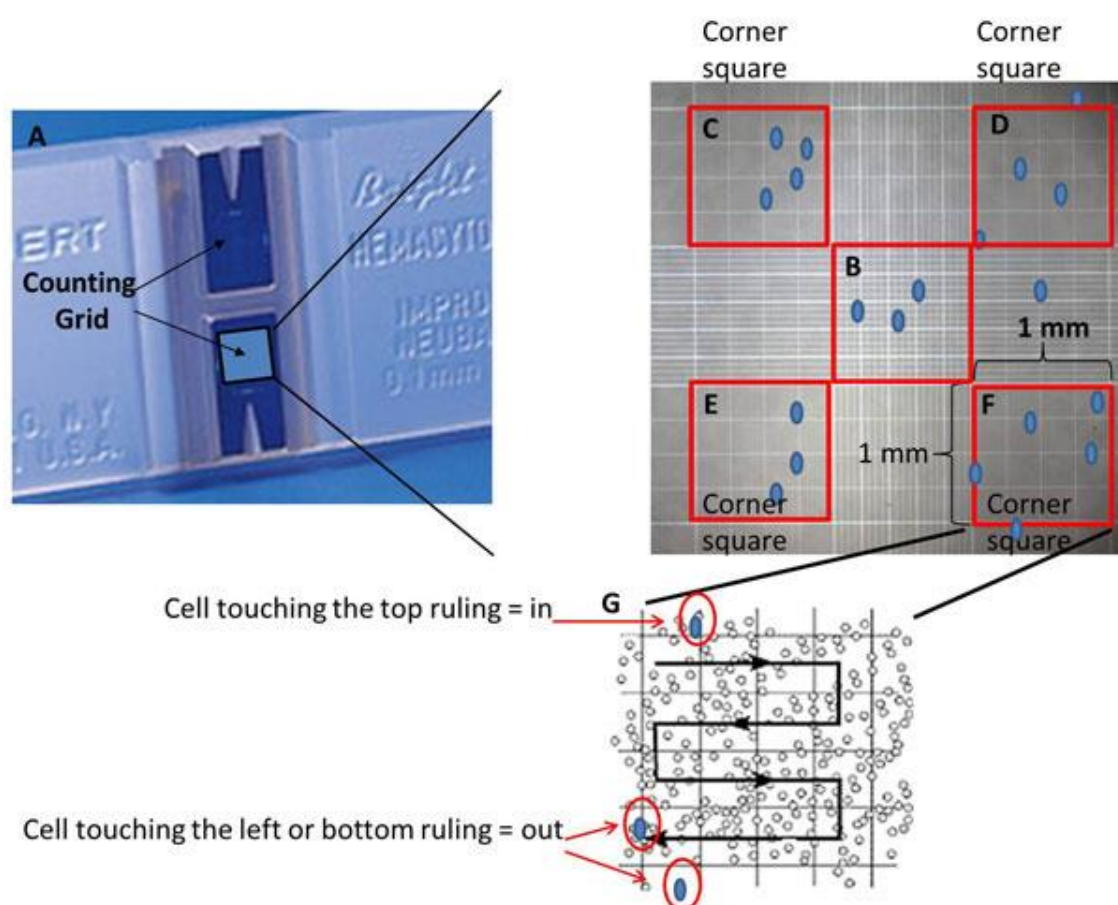 Corner
square
Corner
square
A
ERT
Counting
Grid
Bright-
HEMACYTO
IMPRO
NEUBA
0.1mm
O. N.Y.
U.S.A.
C
D
B
1 mm
E
F
1 mm
Corner
square
Corner
square
Cell touching the top ruling = in
G
Cell touching the left or bottom ruling = out